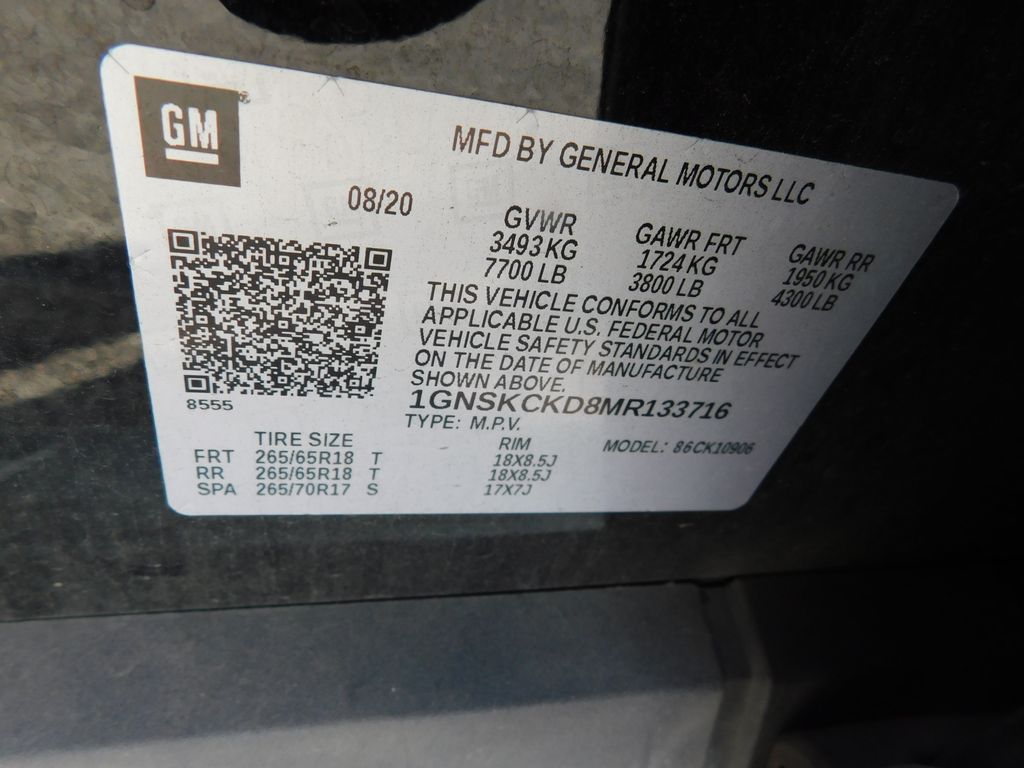 GM
MFD BY GENERAL MOTORS LLC
08/20
GVWR GAWR FRT GAWR RR
3493 KG 1724 KG 1950 KG
7700 LB 3800 LB 4300 LB
THIS VEHICLE CONFORMS TO ALL
APPLICABLE U.S. FEDERAL MOTOR
VEHICLE SAFETY STANDARDS IN EFFECT
ON THE DATE OF MANUFACTURE
SHOWN ABOVE.
8555
1GNSKCKD8MR133716
TYPE: M.P.V. MODEL: 86CK10906
TIRE SIZE RIM
FRT 265/65R18 T 18X8.5J
RR 265/65R18 T 18X8.5J
SPA 265/70R17 S 17X7J